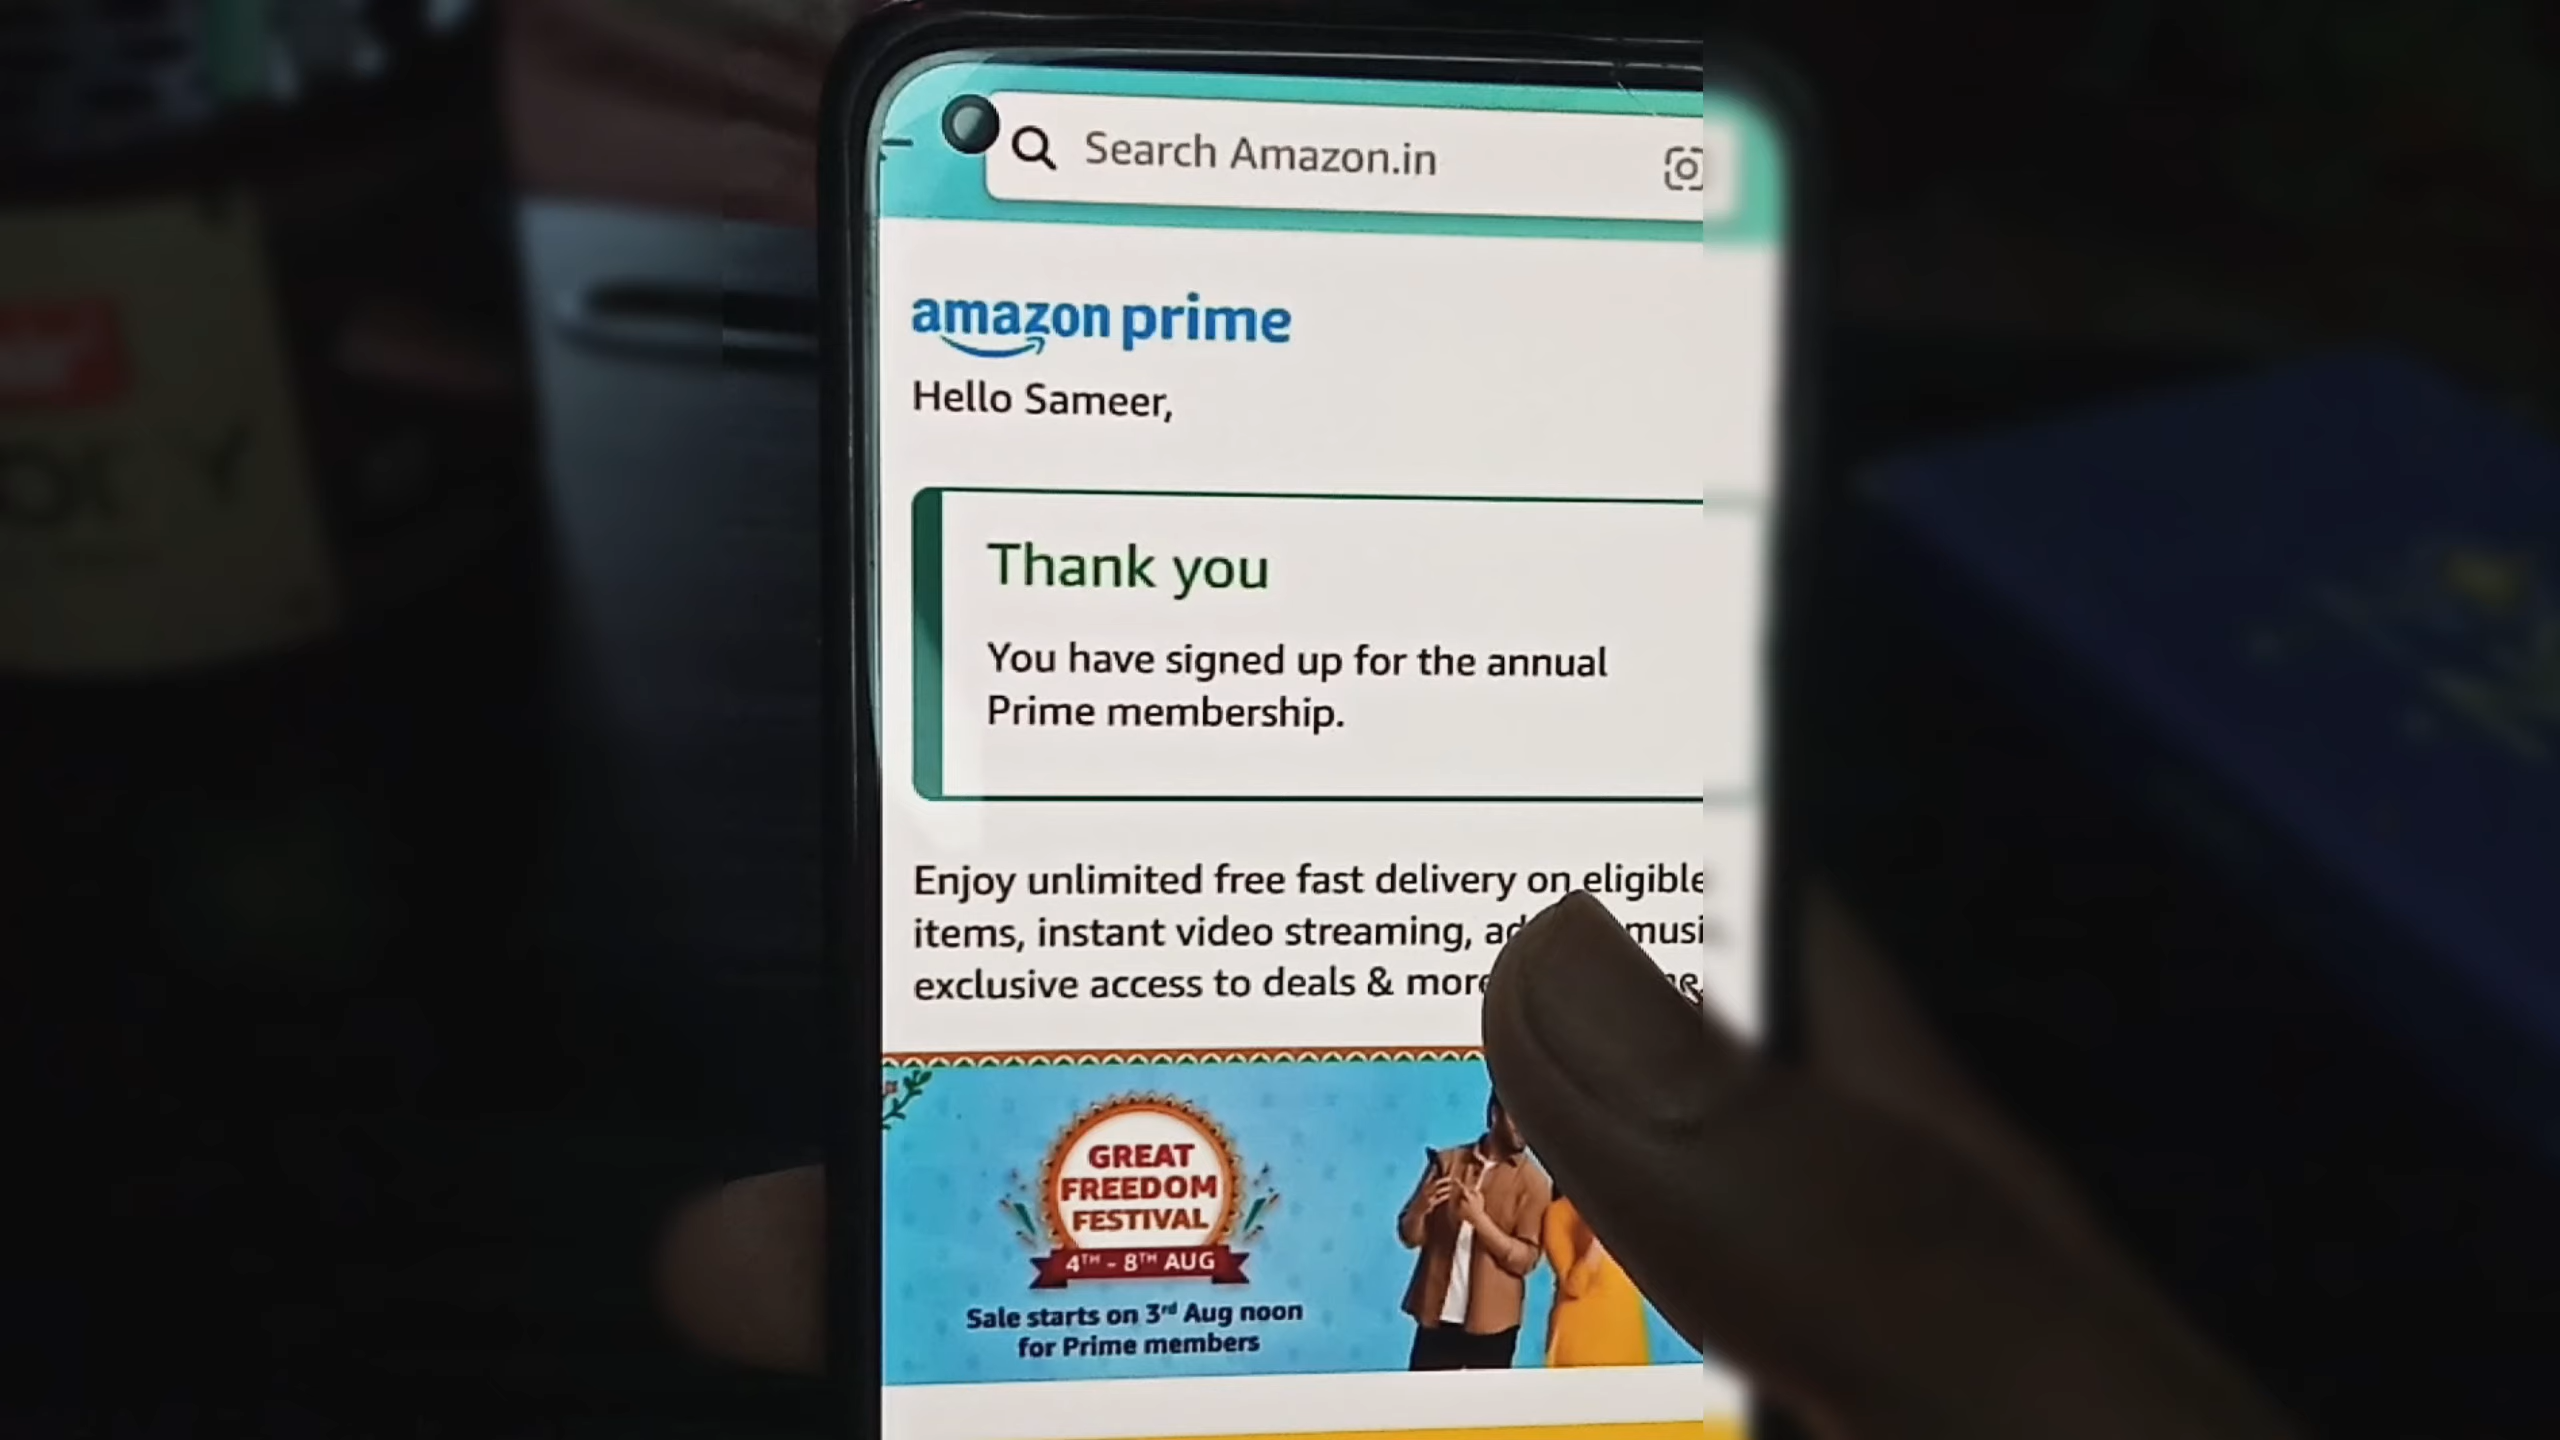 Search Amazon.in
amazon prime
Hello Sameer,
Thank you
You have signed up for the annual
Prime membership.
Enjoy unlimited free fast delivery on eligible
items, instant video streaming,
exclusive access to deals &
GREAT
FREEDOM
FESTIVAL
4TH - 8TH AUG
Sale starts on 3rd Aug noon
for Prime members